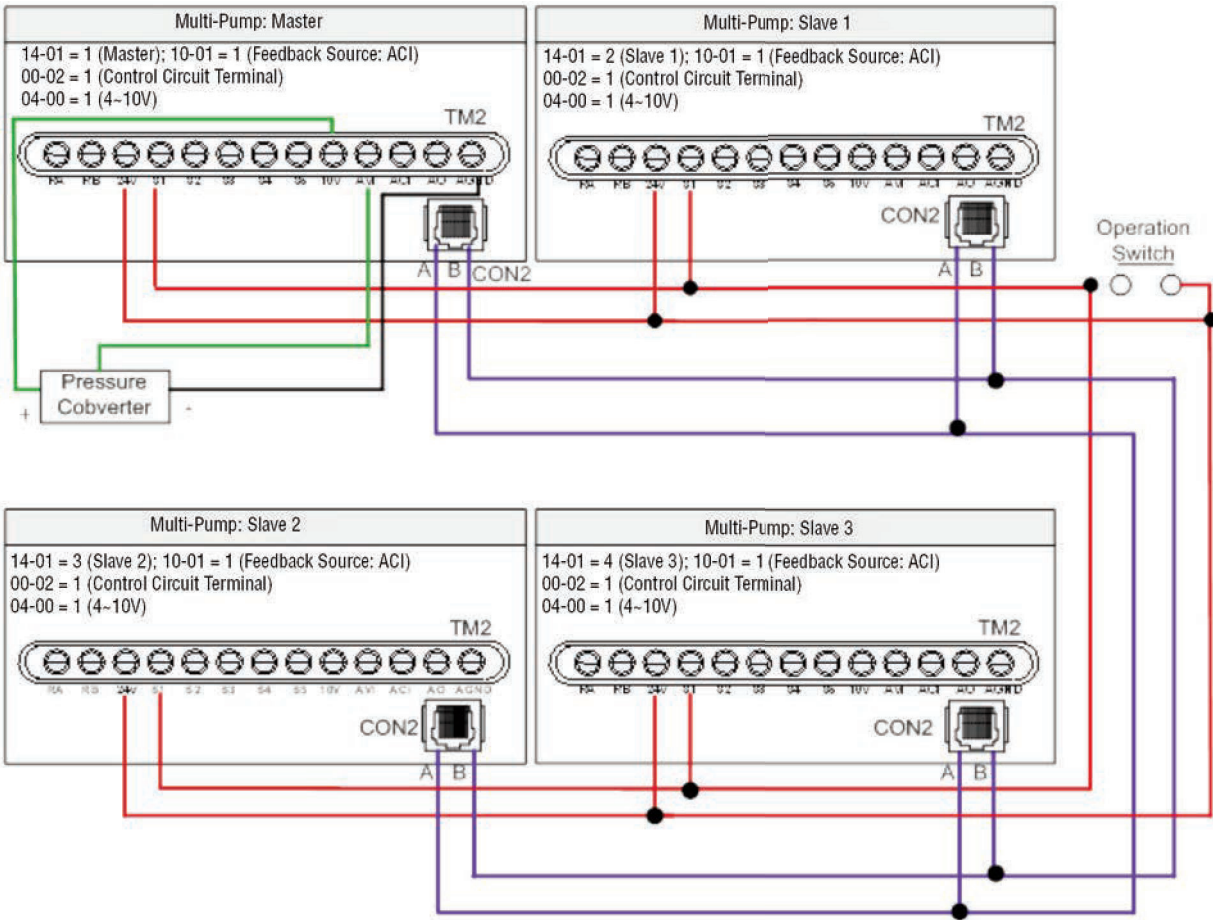 Multi-Pump: Master
14-01 = 1 (Master); 10-01 = 1 (Feedback Source: ACI)
00-02 = 1 (Control Circuit Terminal)
04-00 = 1 (4~10V)
TM2
RA RB 24V S1 S2 S3 S4 S5 10V AVI ACI AO AGND
A B CON2
Multi-Pump: Slave 1
14-01 = 2 (Slave 1); 10-01 = 1 (Feedback Source: ACI)
00-02 = 1 (Control Circuit Terminal)
04-00 = 1 (4~10V)
TM2
RA RB 24V S1 S2 S3 S4 S5 10V AVI ACI AO AGND
CON2
A B
Operation
Switch
Pressure
Cobverter
+ -
Multi-Pump: Slave 2
14-01 = 3 (Slave 2); 10-01 = 1 (Feedback Source: ACI)
00-02 = 1 (Control Circuit Terminal)
04-00 = 1 (4~10V)
TM2
RA RB 24V S1 S2 S3 S4 S5 10V AVI ACI AO AGND
CON2
A B
Multi-Pump: Slave 3
14-01 = 4 (Slave 3); 10-01 = 1 (Feedback Source: ACI)
00-02 = 1 (Control Circuit Terminal)
04-00 = 1 (4~10V)
TM2
RA RB 24V S1 S2 S3 S4 S5 10V AVI ACI AO AGND
CON2
A B